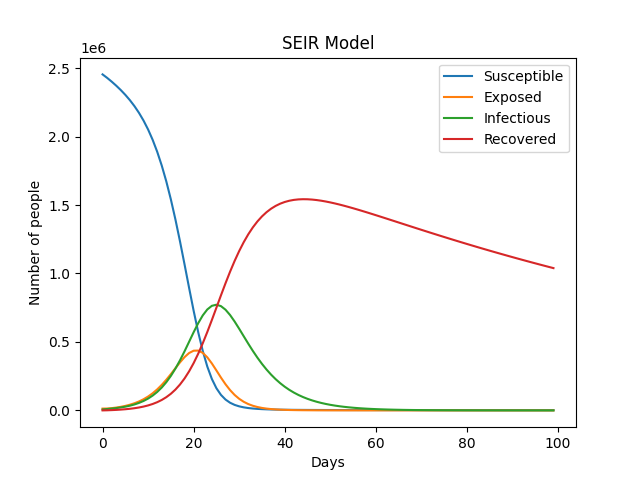 SEIR Model
1e6
2.5
2.0
1.5
1.0
0.5
0.0
Number of people
0 20 40 60 80 100
Days
Susceptible
Exposed
Infectious
Recovered